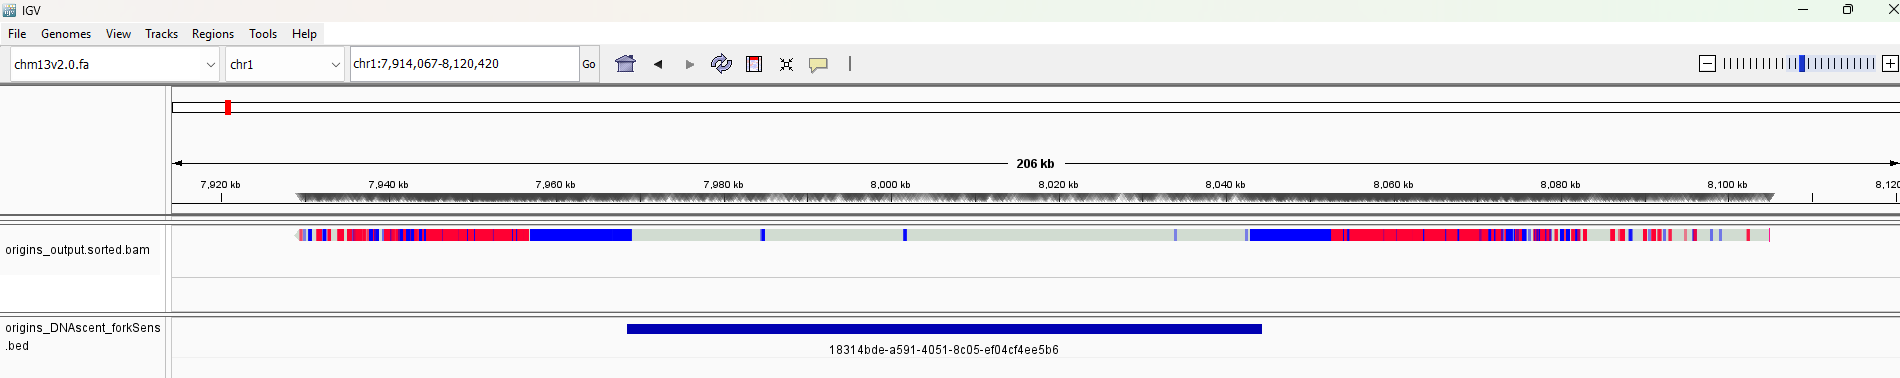 IGV
File Genomes View Tracks Regions Tools Help
chm13v2.0.fa chr1 chr1:7,914,067-8,120,420 Go
206 kb
7,920 kb 7,940 kb 7,960 kb 7,980 kb 8,000 kb 8,020 kb 8,040 kb 8,060 kb 8,080 kb 8,100 kb 8,120
origins_output.sorted.bam
origins_DNAscent_forkSens
.bed
18314bde-a591-4051-8c05-ef04cf4ee5b6